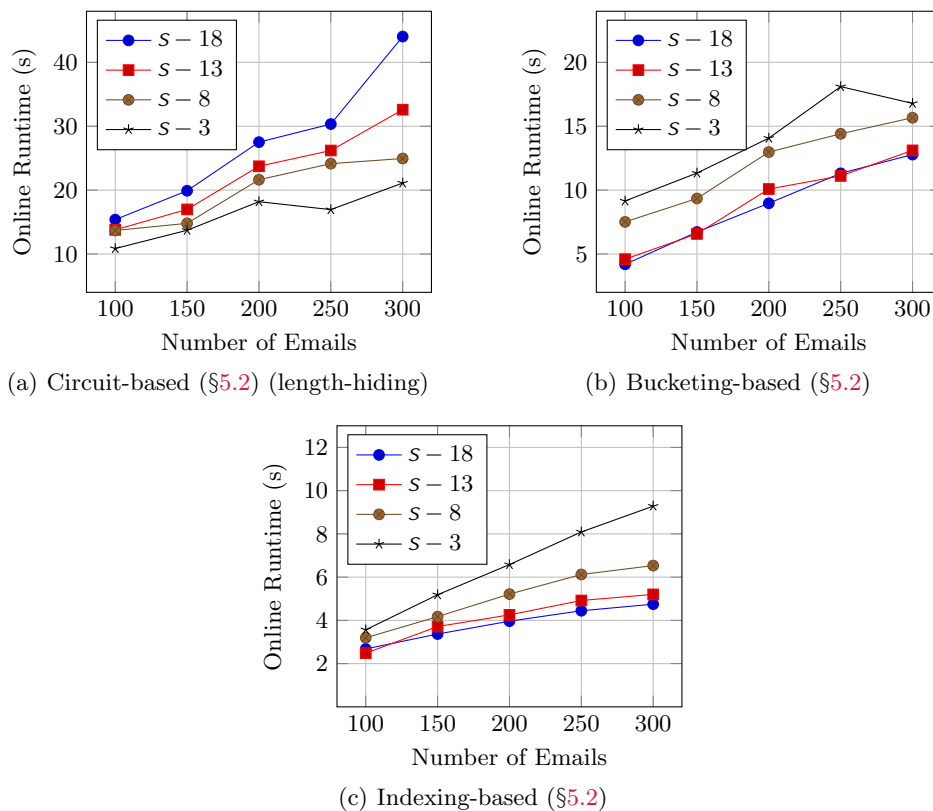 s − 18
s − 13
s − 8
s − 3
40
30
20
10
Online Runtime (s)
100 150 200 250 300
Number of Emails
(a) Circuit-based (§5.2) (length-hiding)
s − 18
s − 13
s − 8
s − 3
20
15
10
5
Online Runtime (s)
100 150 200 250 300
Number of Emails
(b) Bucketing-based (§5.2)
s − 18
s − 13
s − 8
s − 3
12
10
8
6
4
2
Online Runtime (s)
100 150 200 250 300
Number of Emails
(c) Indexing-based (§5.2)